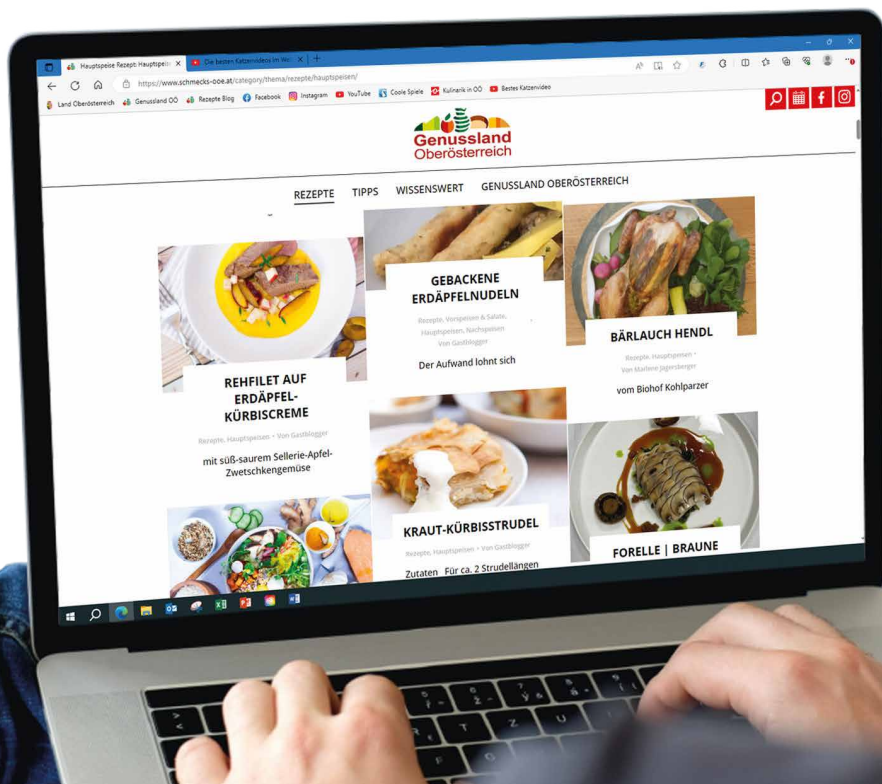 Hauptspeise Rezept: Hauptspeis
Die besten Katzenvideos im We
https://www.schmecks-ooe.at/category/thema/rezepte/hauptspeisen/
Land Oberösterreich Genussland OÖ Rezepte Blog Facebook Instagram YouTube Coole Spiele Kulinarik in OÖ Bestes Katzenvideo
Genussland
Oberösterreich
REZEPTE TIPPS WISSENSWERT GENUSSLAND OBERÖSTERREICH
REHFILET AUF
ERDÄPFEL-
KÜRBISCREME
Rezepte, Hauptspeisen • Von Gastblogger
mit süß-saurem Sellerie-Apfel-
Zwetschkengemüse
GEBACKENE
ERDÄPFELNUDELN
Rezepte, Vorspeisen & Salate,
Hauptspeisen, Nachspeisen
Von Gastblogger
Der Aufwand lohnt sich
BÄRLAUCH HENDL
Rezepte, Hauptspeisen •
Von Marlene Jagersberger
vom Biohof Kohlparzer
KRAUT-KÜRBISSTRUDEL
Rezepte, Hauptspeisen • Von Gastblogger
Zutaten Für ca. 2 Strudellängen
FORELLE | BRAUNE
T Z U
F G